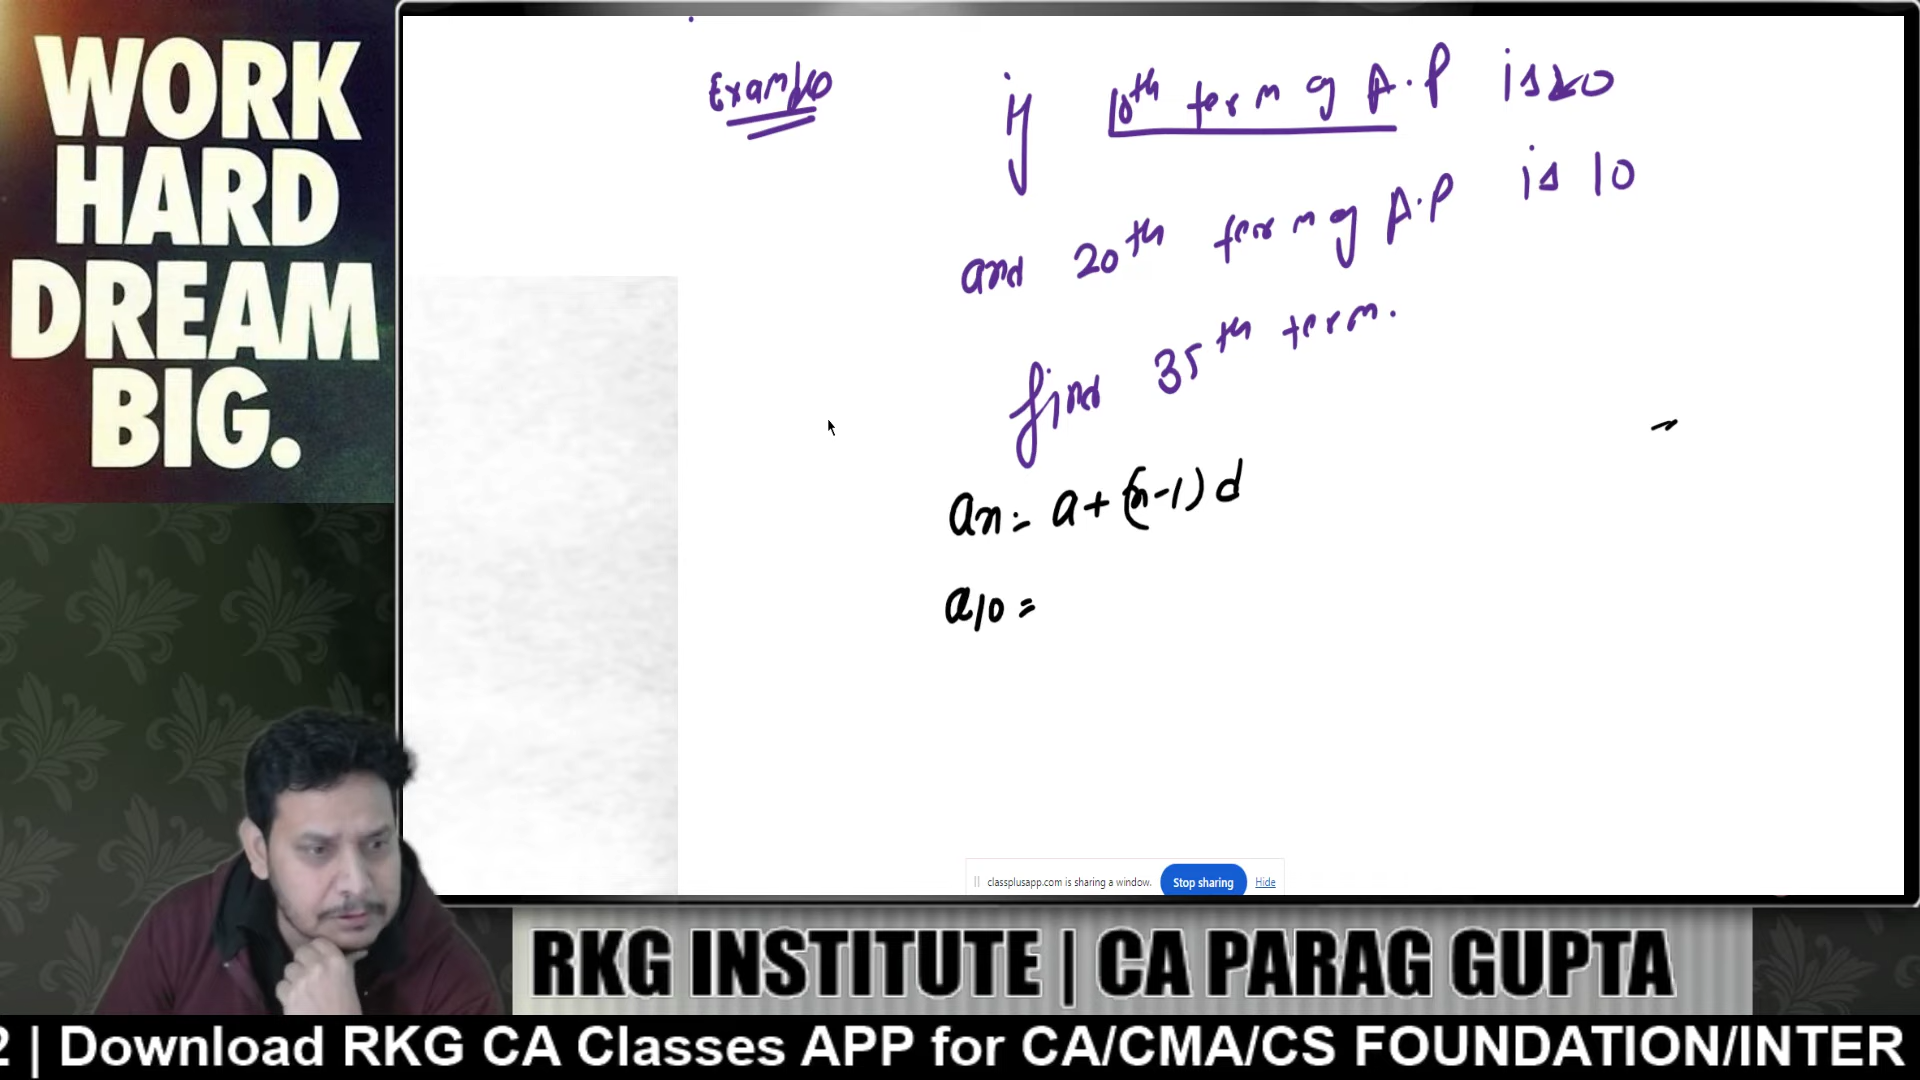 WORK
HARD
DREAM
BIG.
Example
if 10th term of A.P is 20
and 20th term of A.P is 10
find 35th term.
an = a + (n-1) d
a10 =
classplusapp.com is sharing a window. Stop sharing Hide
RKG INSTITUTE | CA PARAG GUPTA
2 | Download RKG CA Classes APP for CA/CMA/CS FOUNDATION/INTER